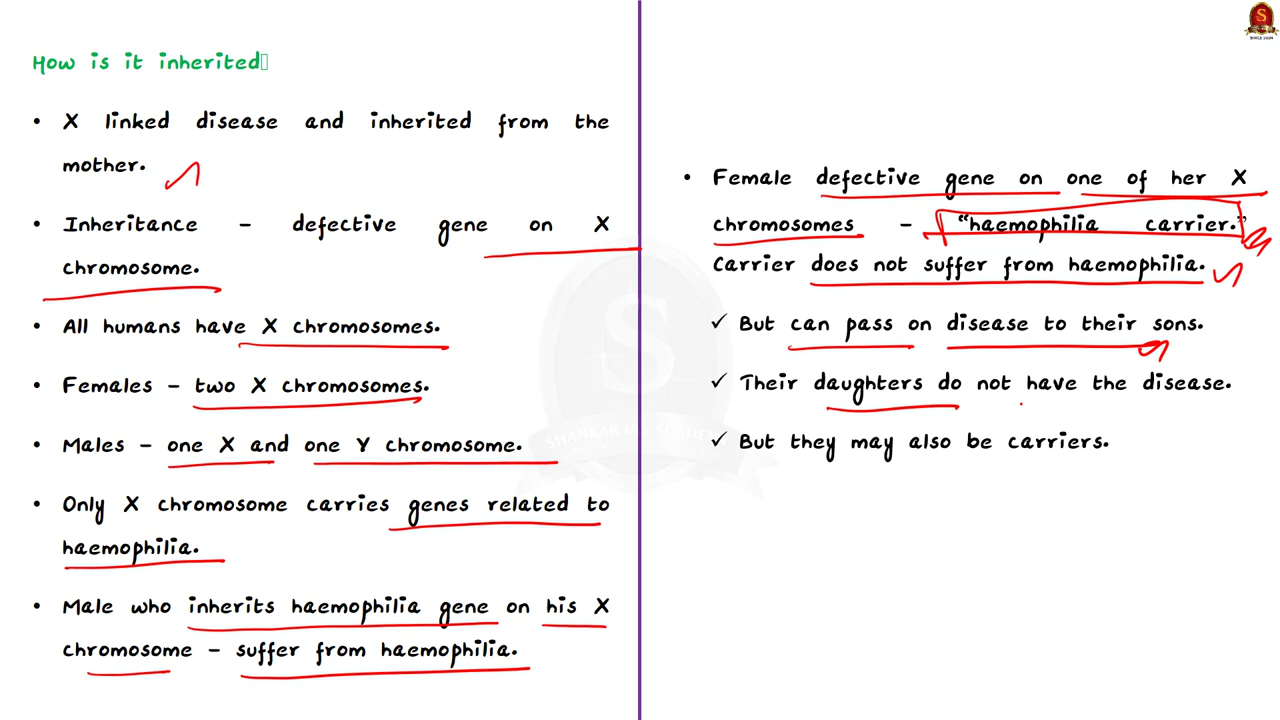 How is it inherited
• X linked disease and inherited from the
mother.
• Inheritance – defective gene on X
chromosome.
• All humans have X chromosomes.
• Females – two X chromosomes.
• Males – one X and one Y chromosome.
• Only X chromosome carries genes related to
haemophilia.
• Male who inherits haemophilia gene on his X
chromosome – suffer from haemophilia.
• Female defective gene on one of her X
chromosomes – “haemophilia carrier.”
Carrier does not suffer from haemophilia.
✓ But can pass on disease to their sons.
✓ Their daughters do not have the disease.
✓ But they may also be carriers.
S
SINCE 2004